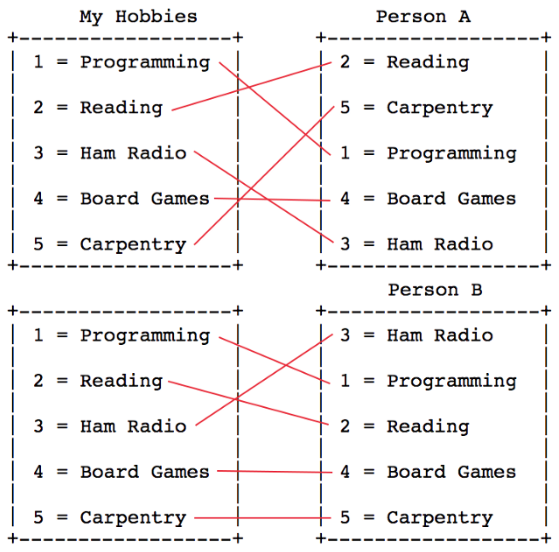 My Hobbies Person A
1 = Programming 2 = Reading
2 = Reading 5 = Carpentry
3 = Ham Radio 1 = Programming
4 = Board Games 4 = Board Games
5 = Carpentry 3 = Ham Radio
Person B
1 = Programming 3 = Ham Radio
2 = Reading 1 = Programming
3 = Ham Radio 2 = Reading
4 = Board Games 4 = Board Games
5 = Carpentry 5 = Carpentry